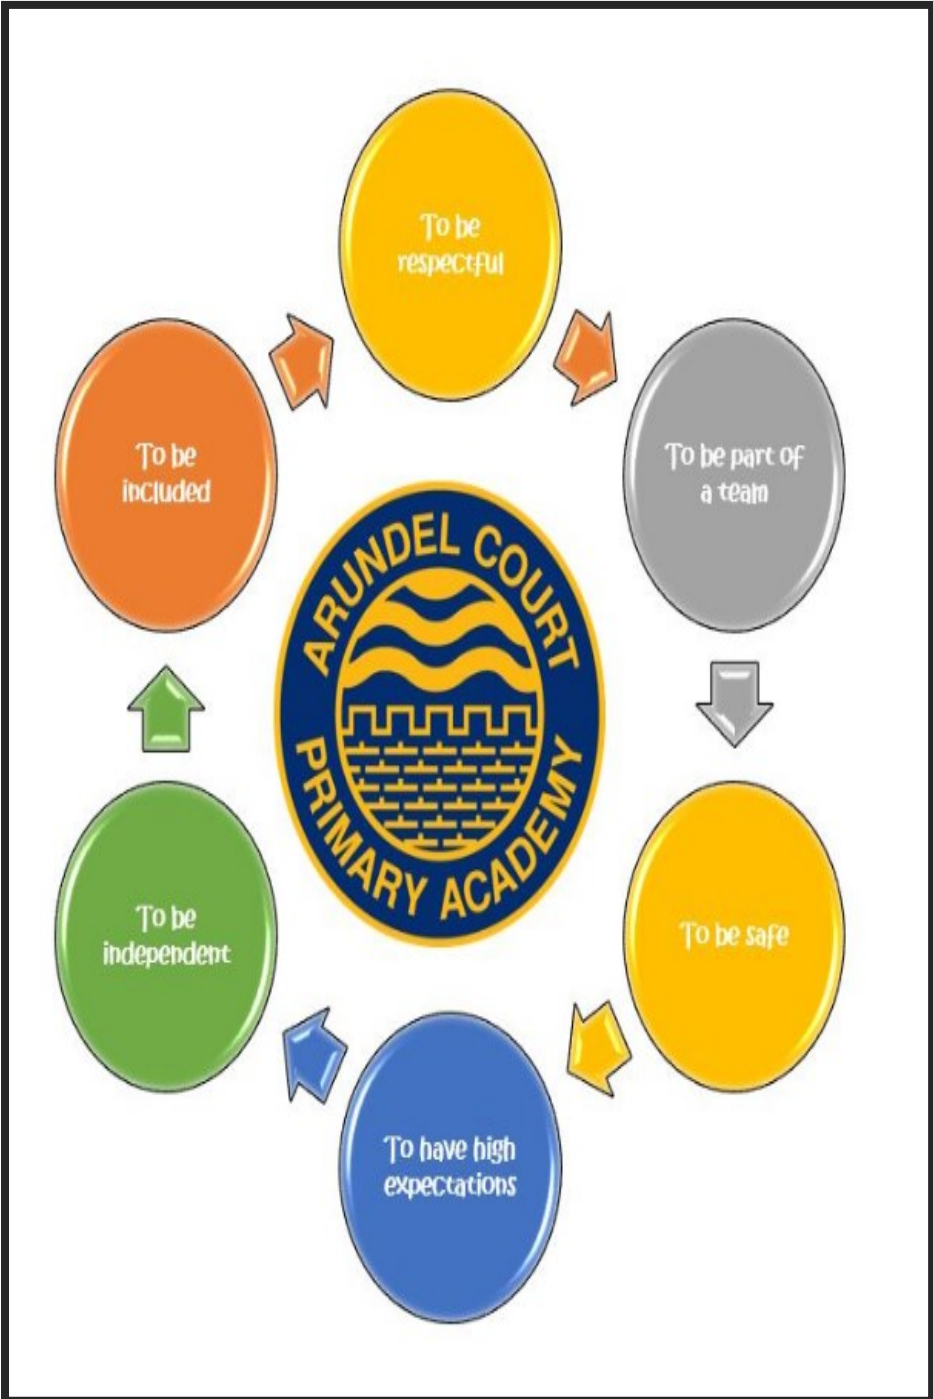 To be
respectful
To be part of
a team
To be safe
To have high
expectations
To be
independent
To be
included
ARUNDEL COURT
PRIMARY ACADEMY